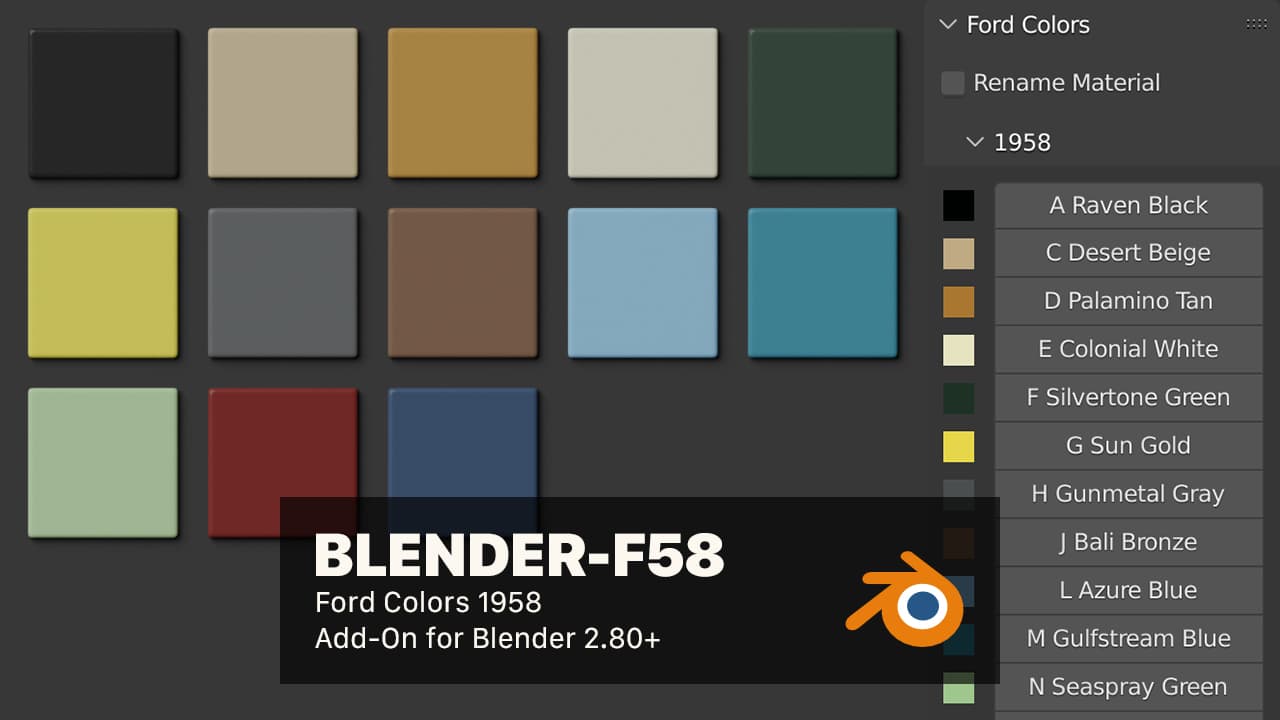 Ford Colors
Rename Material
1958
A Raven Black
C Desert Beige
D Palamino Tan
E Colonial White
F Silvertone Green
G Sun Gold
H Gunmetal Gray
J Bali Bronze
L Azure Blue
M Gulfstream Blue
N Seaspray Green
BLENDER-F58
Ford Colors 1958
Add-On for Blender 2.80+